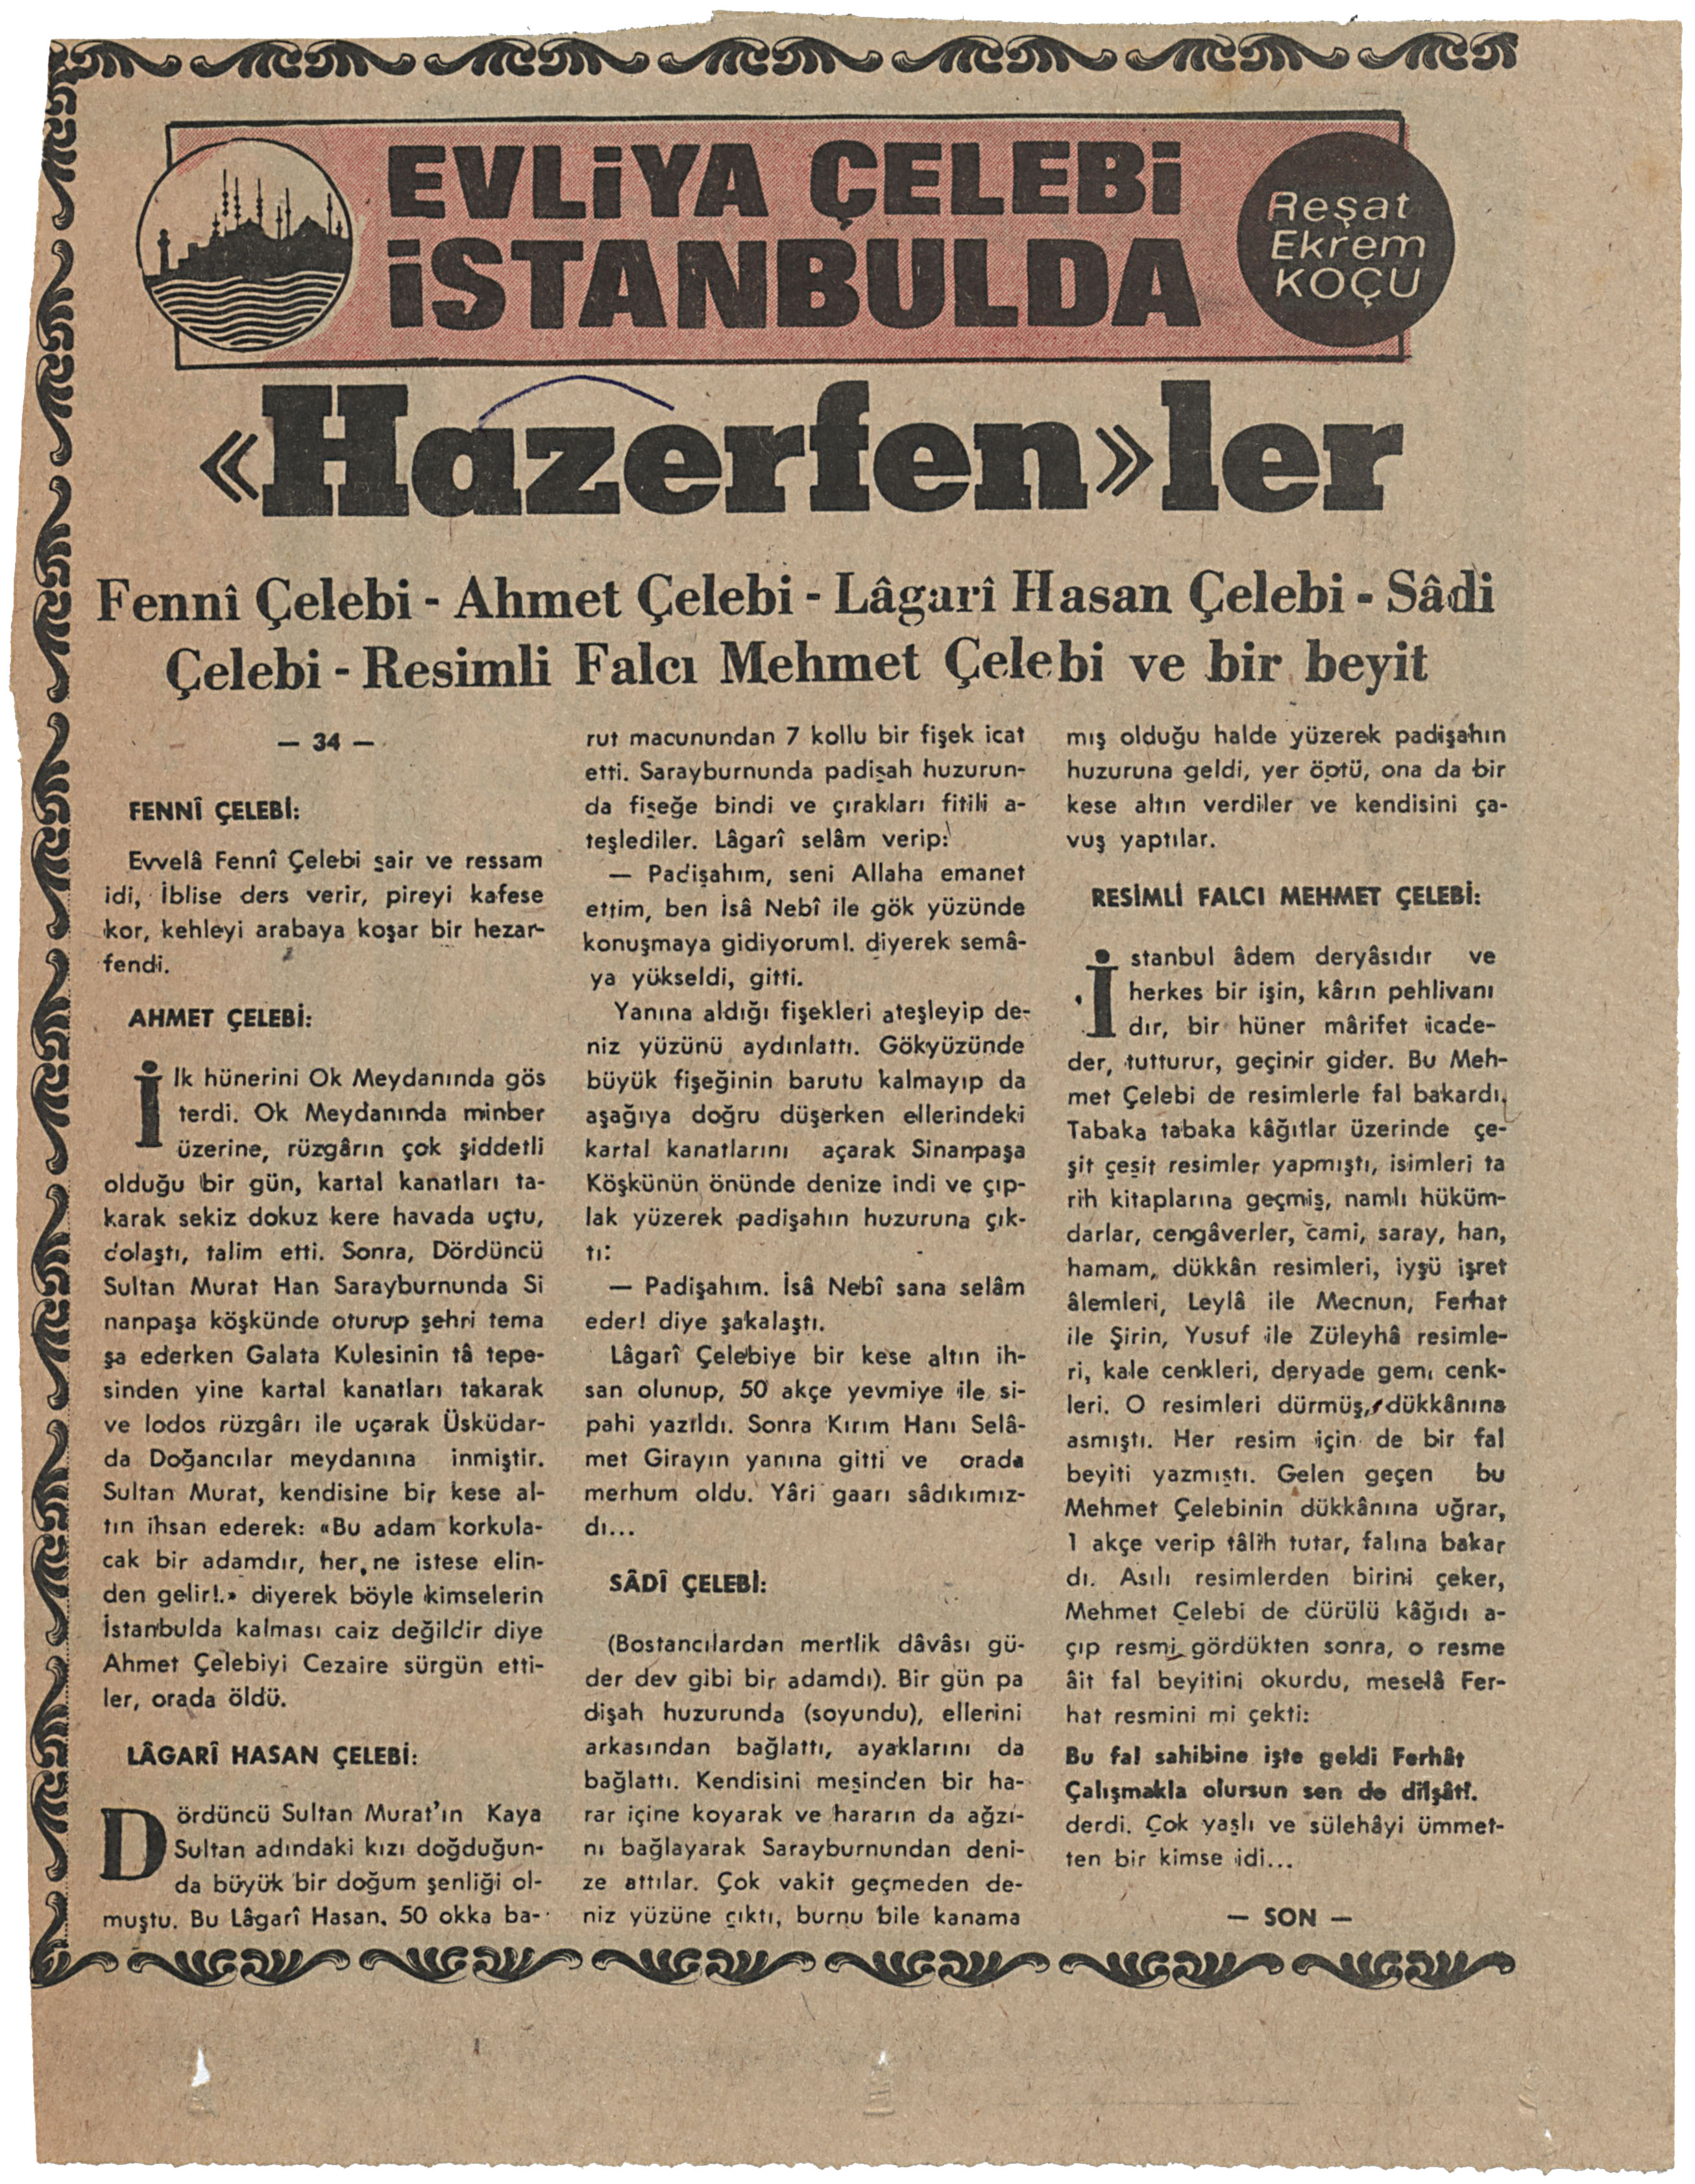 EVLiYA ÇELEBi
iSTANBULDA
Reşat
Ekrem
KOÇU
«Hazerfen»ler
Fennî Çelebi - Ahmet Çelebi - Lâgarî Hasan Çelebi - Sâdi
Çelebi - Resimli Falcı Mehmet Çelebi ve bir beyit
— 34 —
FENNÎ ÇELEBİ:
Evvelâ Fennî Çelebi şair ve ressam
idi, İblise ders verir, pireyi kafese
kor, kehleyi arabaya koşar bir hezar-
fendi.
AHMET ÇELEBİ:
İlk hünerini Ok Meydanında gös
terdi. Ok Meydanında minber
üzerine, rüzgârın çok şiddetli
olduğu bir gün, kartal kanatları ta-
karak sekiz dokuz kere havada uçtu,
dolaştı, talim etti. Sonra, Dördüncü
Sultan Murat Han Sarayburnunda Si
nanpaşa köşkünde oturup şehri tema
şa ederken Galata Kulesinin tâ tepe-
sinden yine kartal kanatları takarak
ve lodos rüzgârı ile uçarak Üsküdar-
da Doğancılar meydanına inmiştir.
Sultan Murat, kendisine bir kese al-
tın ihsan ederek: «Bu adam korkula-
cak bir adamdır, her ne istese elin-
den gelir!.» diyerek böyle kimselerin
İstanbulda kalması caiz değildir diye
Ahmet Çelebiyi Cezaire sürgün etti-
ler, orada öldü.
LÂGARÎ HASAN ÇELEBİ:
Dördüncü Sultan Murat'ın Kaya
Sultan adındaki kızı doğduğun-
da büyük bir doğum şenliği ol-
muştu. Bu Lâgarî Hasan, 50 okka ba-
rut macunundan 7 kollu bir fişek icat
etti. Sarayburnunda padişah huzurun-
da fişeğe bindi ve çırakları fitili a-
teşlediler. Lâgarî selâm verip:
— Padişahım, seni Allaha emanet
ettim, ben İsâ Nebî ile gök yüzünde
konuşmaya gidiyorum!. diyerek semâ-
ya yükseldi, gitti.
Yanına aldığı fişekleri ateşleyip de-
niz yüzünü aydınlattı. Gökyüzünde
büyük fişeğinin barutu kalmayıp da
aşağıya doğru düşerken ellerindeki
kartal kanatlarını açarak Sinanpaşa
Köşkünün önünde denize indi ve çıp-
lak yüzerek padişahın huzuruna çık-
tı:
— Padişahım. İsâ Nebî sana selâm
eder! diye şakalaştı.
Lâgarî Çelebiye bir kese altın ih-
san olunup, 50 akçe yevmiye ile si-
pahi yazıldı. Sonra Kırım Hanı Selâ-
met Girayın yanına gitti ve orada
merhum oldu. Yâri gaarı sâdıkımız-
dı...
SÂDÎ ÇELEBİ:
(Bostancılardan mertlik dâvâsı gü-
der dev gibi bir adamdı). Bir gün pa
dişah huzurunda (soyundu), ellerini
arkasından bağlattı, ayaklarını da
bağlattı. Kendisini meşinden bir ha-
rar içine koyarak ve hararın da ağzı-
nı bağlayarak Sarayburnundan deni-
ze attılar. Çok vakit geçmeden de-
niz yüzüne çıktı, burnu bile kanama
mış olduğu halde yüzerek padişahın
huzuruna geldi, yer öptü, ona da bir
kese altın verdiler ve kendisini ça-
vuş yaptılar.
RESİMLİ FALCI MEHMET ÇELEBİ:
İstanbul âdem deryâsıdır ve
herkes bir işin, kârın pehlivanı
dır, bir hüner mârifet icade-
der, tutturur, geçinir gider. Bu Meh-
met Çelebi de resimlerle fal bakardı.
Tabaka tabaka kâğıtlar üzerinde çe-
şit çeşit resimler yapmıştı, isimleri ta
rih kitaplarına geçmiş, namlı hüküm-
darlar, cengâverler, cami, saray, han,
hamam, dükkân resimleri, iyşü işret
âlemleri, Leylâ ile Mecnun, Ferhat
ile Şirin, Yusuf ile Züleyhâ resimle-
ri, kale cenkleri, deryade gemi cenk-
leri. O resimleri dürmüş, dükkânına
asmıştı. Her resim için de bir fal
beyiti yazmıştı. Gelen geçen bu
Mehmet Çelebinin dükkânına uğrar,
1 akçe verip tâlih tutar, falına bakar
dı. Asılı resimlerden birini çeker,
Mehmet Çelebi de dürülü kâğıdı a-
çıp resmi gördükten sonra, o resme
âit fal beyitini okurdu, meselâ Fer-
hat resmini mi çekti:
Bu fal sahibine işte geldi Ferhât
Çalışmakla olursun sen de dilşât!.
derdi. Çok yaşlı ve sülehâyi ümmet-
ten bir kimse idi...
— SON —